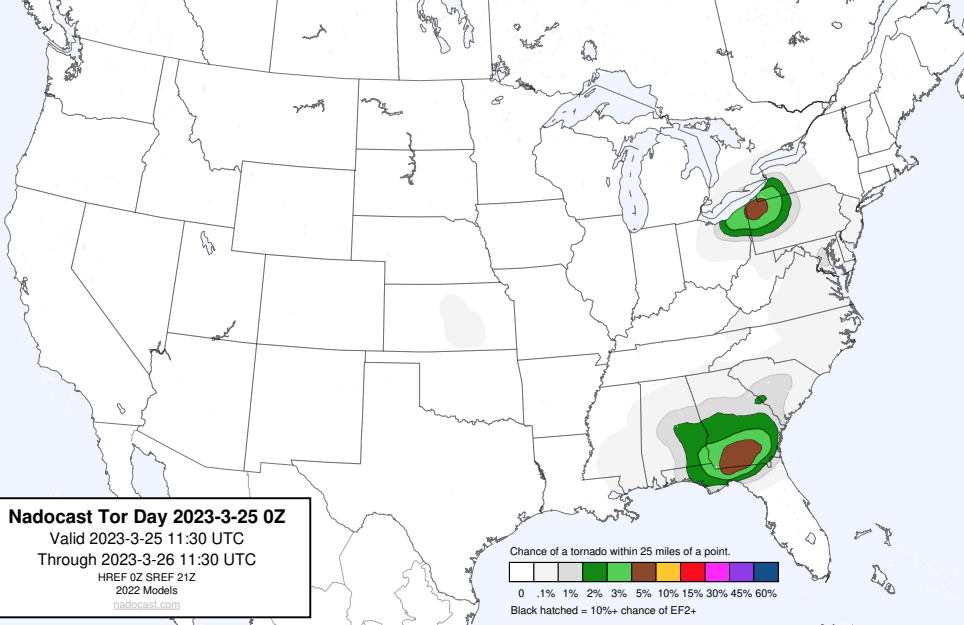 Nadocast Tor Day 2023-3-25 0Z
Valid 2023-3-25 11:30 UTC
Through 2023-3-26 11:30 UTC
HREF 0Z SREF 21Z
2022 Models
nadocast.com
Chance of a tornado within 25 miles of a point.
0 .1% 1% 2% 3% 5% 10% 15% 30% 45% 60%
Black hatched = 10%+ chance of EF2+